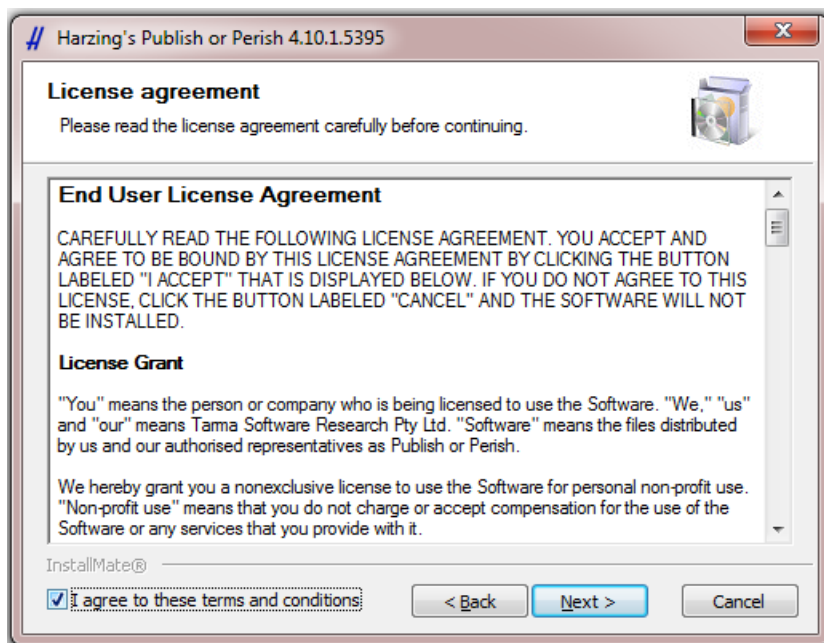 Harzing's Publish or Perish 4.10.1.5395
License agreement
Please read the license agreement carefully before continuing.
End User License Agreement
CAREFULLY READ THE FOLLOWING LICENSE AGREEMENT. YOU ACCEPT AND
AGREE TO BE BOUND BY THIS LICENSE AGREEMENT BY CLICKING THE BUTTON
LABELED "I ACCEPT" THAT IS DISPLAYED BELOW. IF YOU DO NOT AGREE TO THIS
LICENSE, CLICK THE BUTTON LABELED "CANCEL" AND THE SOFTWARE WILL NOT
BE INSTALLED.
License Grant
"You" means the person or company who is being licensed to use the Software. "We," "us"
and "our" means Tarma Software Research Pty Ltd. "Software" means the files distributed
by us and our authorised representatives as Publish or Perish.
We hereby grant you a nonexclusive license to use the Software for personal non-profit use.
"Non-profit use" means that you do not charge or accept compensation for the use of the
Software or any services that you provide with it.
InstallMate®
I agree to these terms and conditions
< Back Next > Cancel